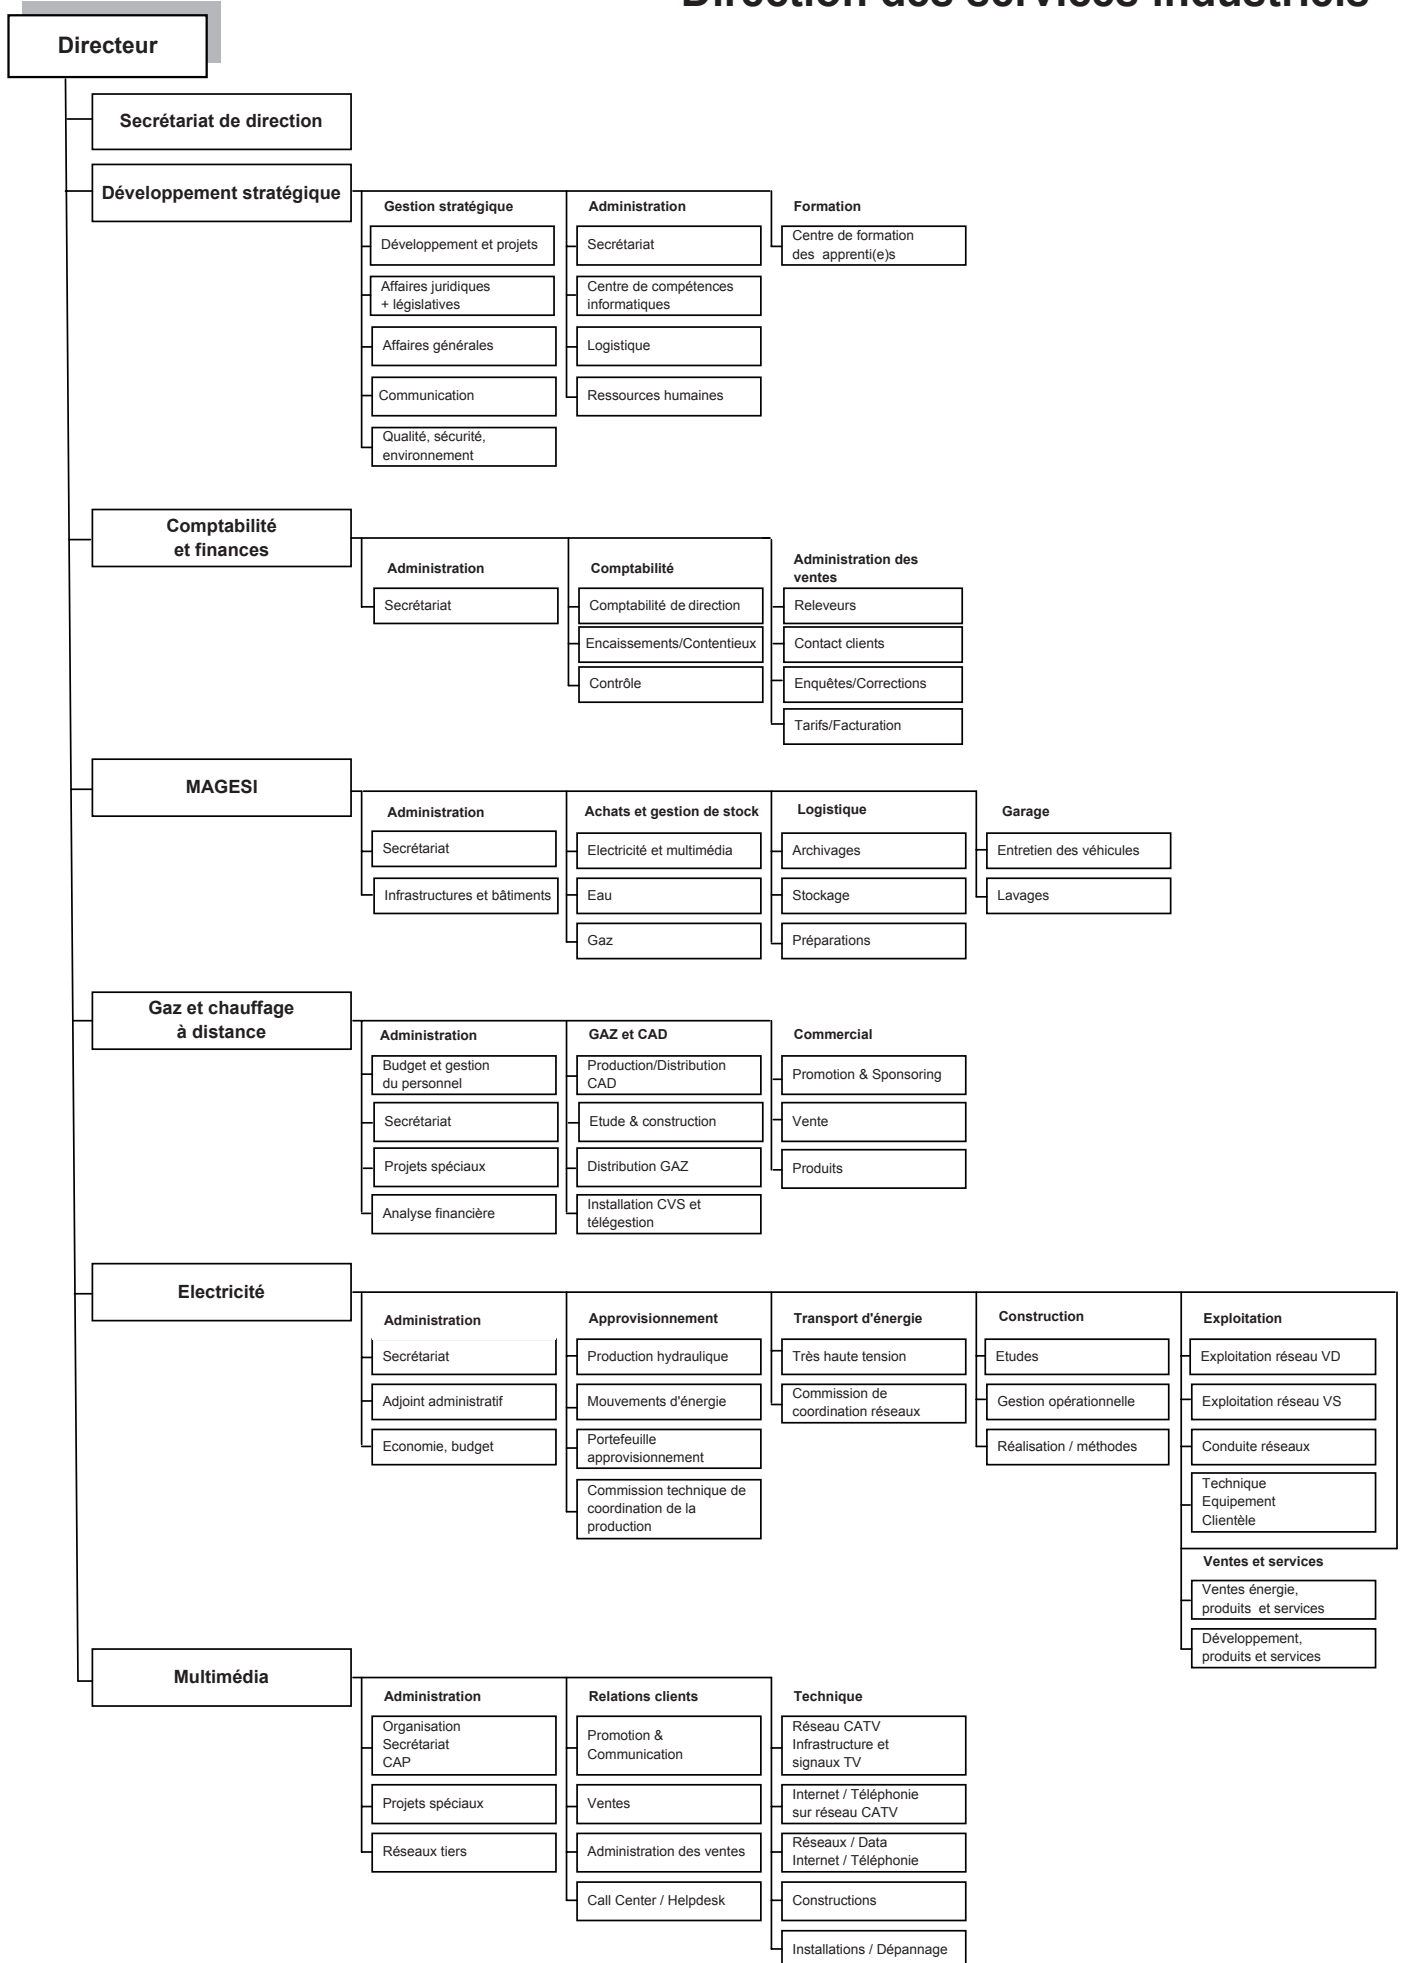 Direction des services industriels
Directeur
Secrétariat de direction
Développement stratégique
Gestion stratégique
Développement et projets
Affaires juridiques
+ législatives
Affaires générales
Communication
Qualité, sécurité,
environnement
Administration
Secrétariat
Centre de compétences
informatiques
Logistique
Ressources humaines
Formation
Centre de formation
des apprenti(e)s
Comptabilité
et finances
Administration
Secrétariat
Comptabilité
Comptabilité de direction
Encaissements/Contentieux
Contrôle
Administration des
ventes
Releveurs
Contact clients
Enquêtes/Corrections
Tarifs/Facturation
MAGESI
Administration
Secrétariat
Infrastructures et bâtiments
Achats et gestion de stock
Electricité et multimédia
Eau
Gaz
Logistique
Archivages
Stockage
Préparations
Garage
Entretien des véhicules
Lavages
Gaz et chauffage
à distance
Administration
Budget et gestion
du personnel
Secrétariat
Projets spéciaux
Analyse financière
GAZ et CAD
Production/Distribution
CAD
Etude & construction
Distribution GAZ
Installation CVS et
télégestion
Commercial
Promotion & Sponsoring
Vente
Produits
Electricité
Administration
Secrétariat
Adjoint administratif
Economie, budget
Approvisionnement
Production hydraulique
Mouvements d'énergie
Portefeuille
approvisionnement
Commission technique de
coordination de la
production
Transport d'énergie
Très haute tension
Commission de
coordination réseaux
Construction
Etudes
Gestion opérationnelle
Réalisation / méthodes
Exploitation
Exploitation réseau VD
Exploitation réseau VS
Conduite réseaux
Technique
Equipement
Clientèle
Ventes et services
Ventes énergie,
produits et services
Développement,
produits et services
Multimédia
Administration
Organisation
Secrétariat
CAP
Projets spéciaux
Réseaux tiers
Relations clients
Promotion &
Communication
Ventes
Administration des ventes
Call Center / Helpdesk
Technique
Réseau CATV
Infrastructure et
signaux TV
Internet / Téléphonie
sur réseau CATV
Réseaux / Data
Internet / Téléphonie
Constructions
Installations / Dépannage